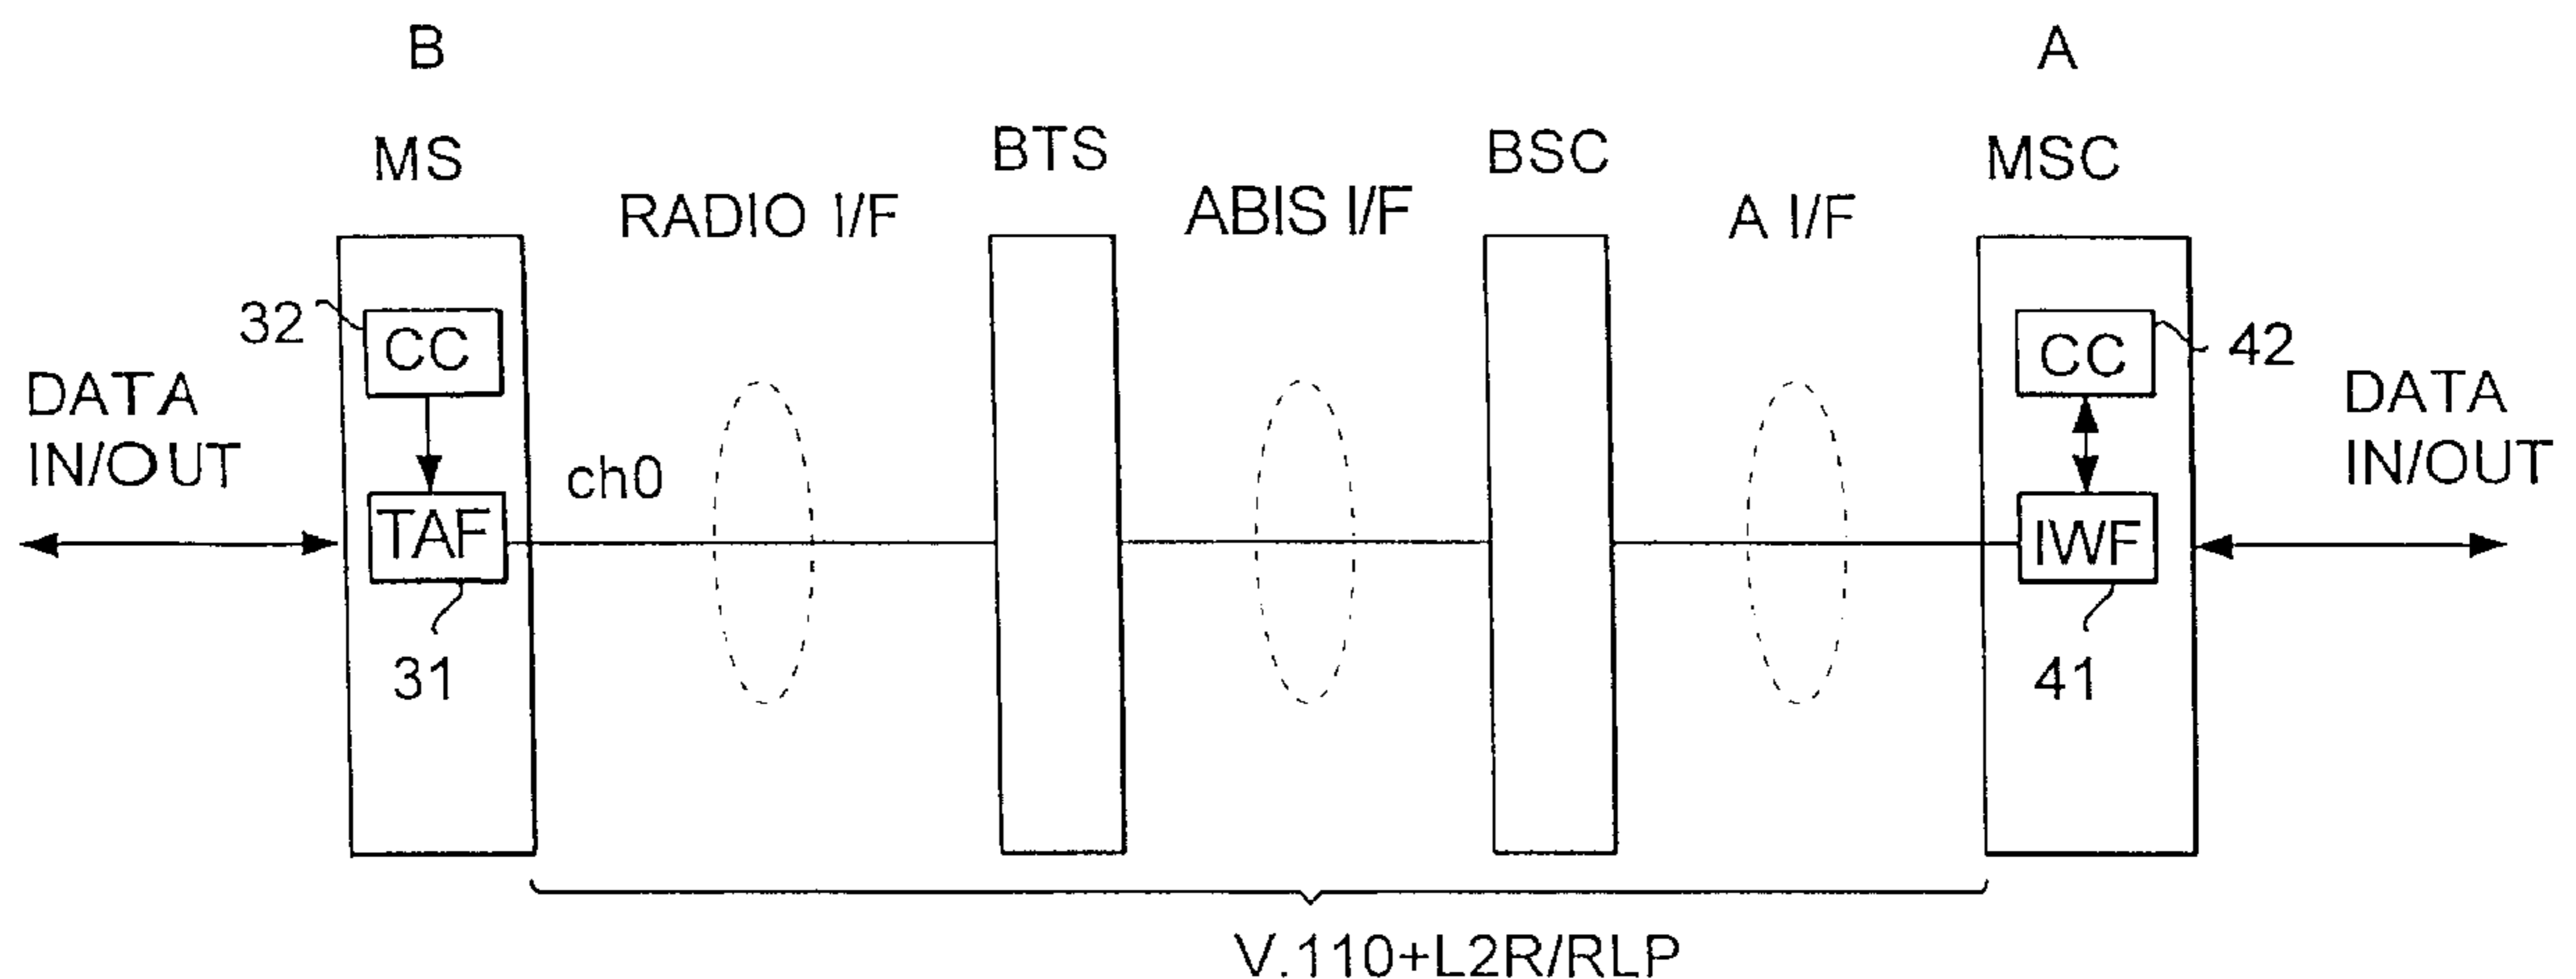 B
A
MS
BTS
BSC
MSC
RADIO I/F
ABIS I/F
A I/F
32
CC
CC
42
DATA
IN/OUT
DATA
IN/OUT
ch0
TAF
IWF
31
41
V.110+L2R/RLP